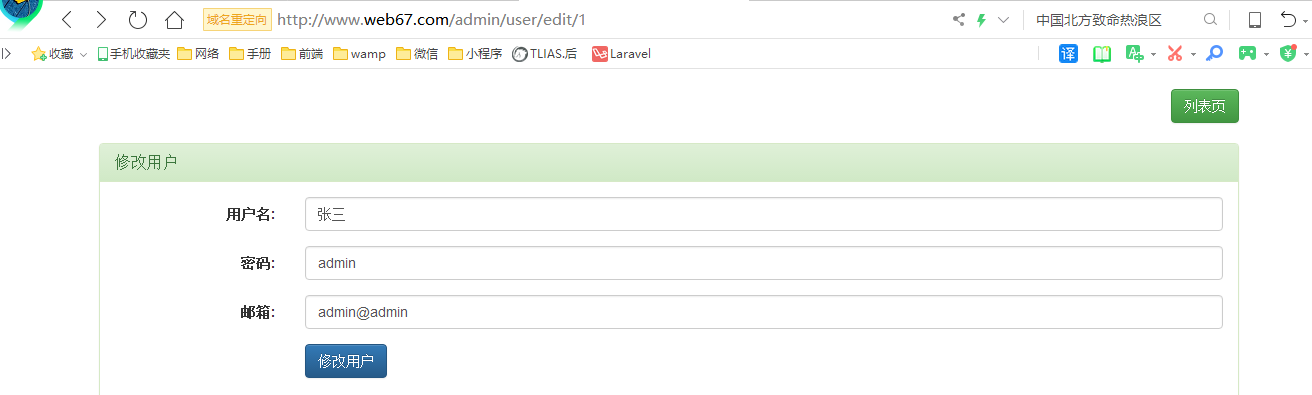 域名重定向 http://www.web67.com/admin/user/edit/1 中国北方致命热浪区
收藏 手机收藏夹 网络 手册 前端 wamp 微信 小程序 TLIAS.后 Laravel 译
列表页
修改用户
用户名: 张三
密码: admin
邮箱: admin@admin
修改用户